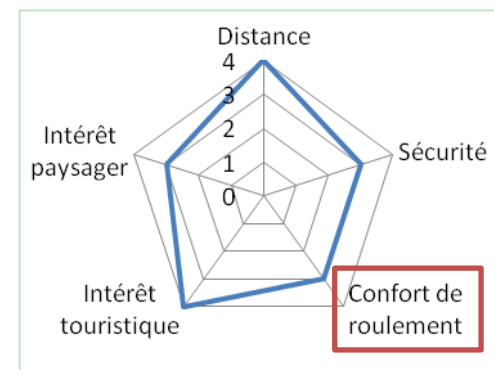 Distance
4
3
2
1
0
Sécurité
Confort de
roulement
Intérêt
touristique
Intérêt
paysager